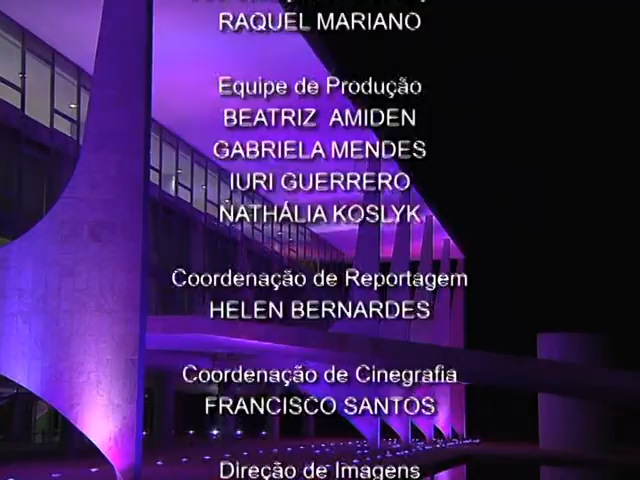 RAQUEL MARIANO
Equipe de Produção
BEATRIZ AMIDEN
GABRIELA MENDES
IURI GUERRERO
NATHÁLIA KOSLYK
Coordenação de Reportagem
HELEN BERNARDES
Coordenação de Cinegrafia
FRANCISCO SANTOS
Direção de Imagens